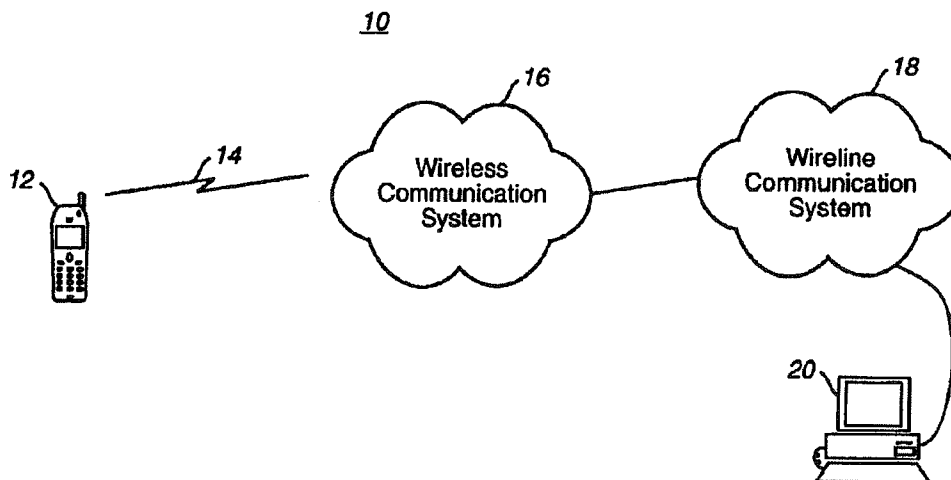 10
16
18
14
12
Wireless
Communication
System
Wireline
Communication
System
20